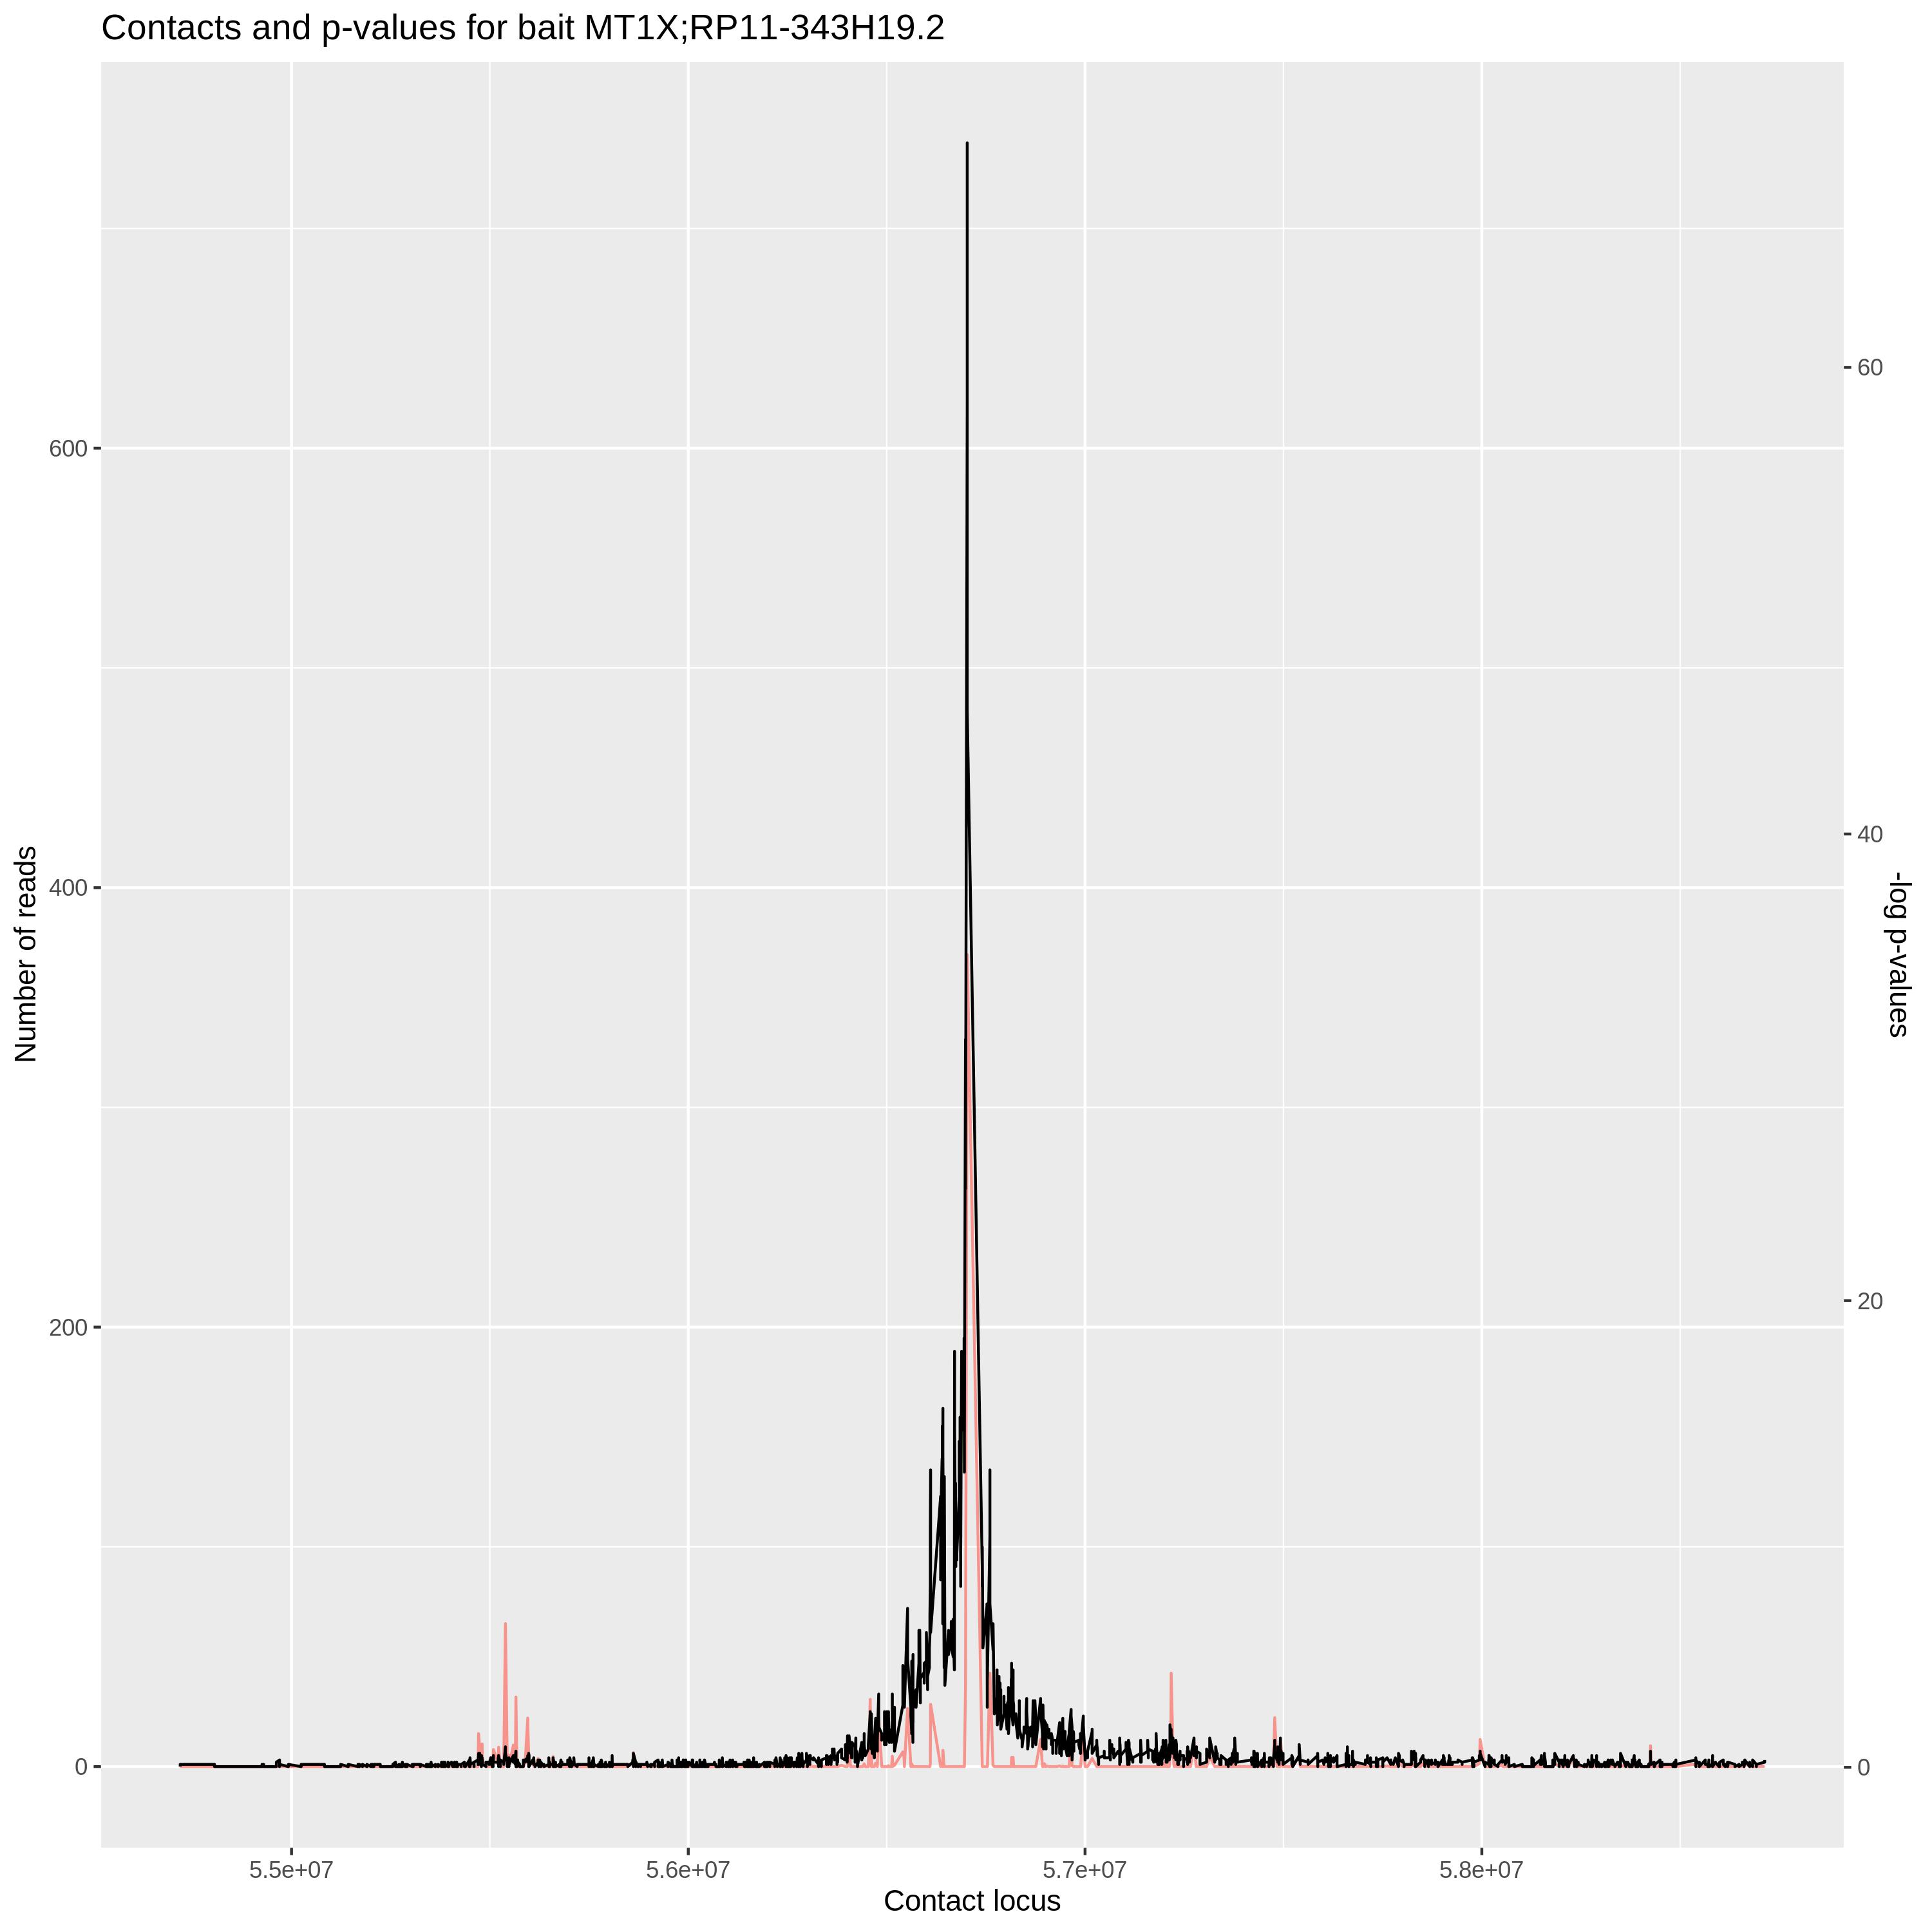 Contacts and p-values for bait MT1X;RP11-343H19.2
Number of reads
600
400
200
0
60
40
20
0
-log p-values
5.5e+07 5.6e+07 5.7e+07 5.8e+07
Contact locus